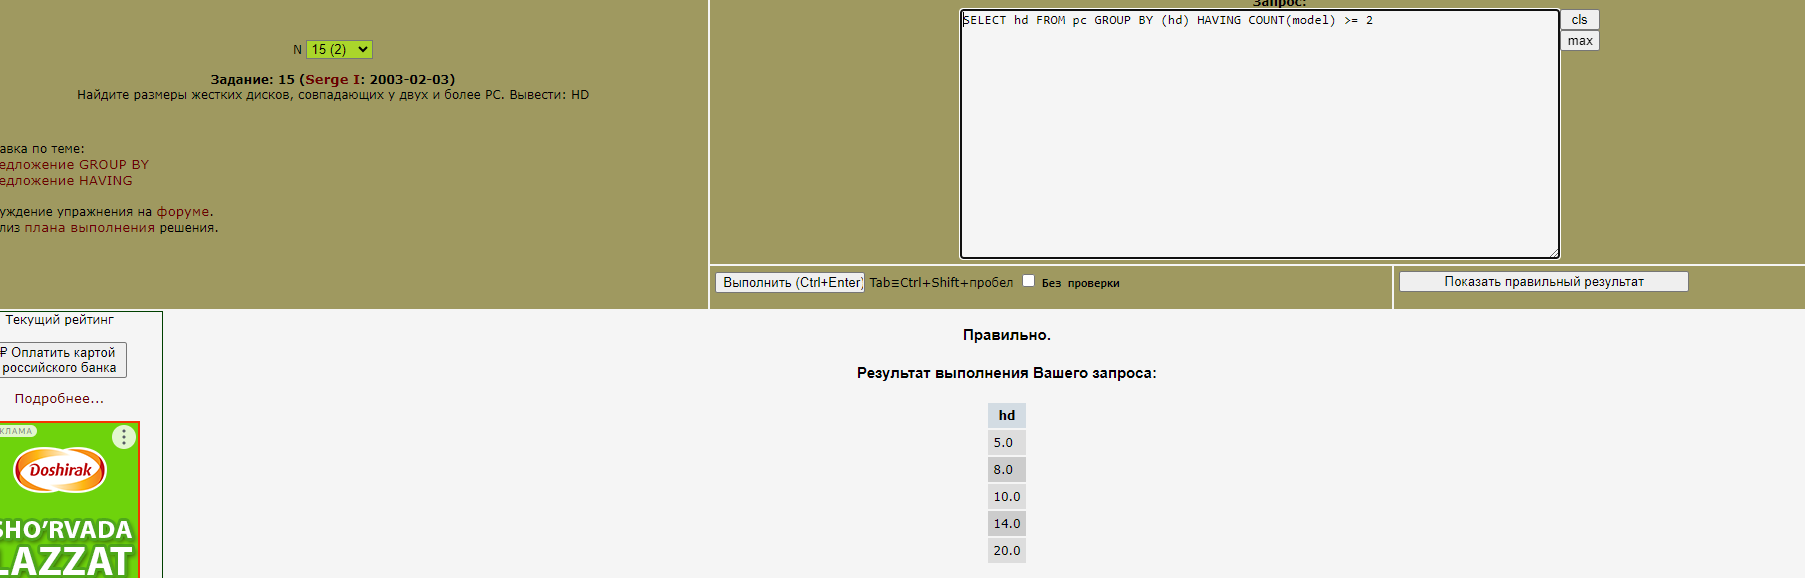 Запрос:
N 15 (2)
Задание: 15 (Serge I: 2003-02-03)
Найдите размеры жестких дисков, совпадающих у двух и более PC. Вывести: HD
авка по теме:
едложение GROUP BY
едложение HAVING
уждение упражнения на форуме.
лиз плана выполнения решения.
SELECT hd FROM pc GROUP BY (hd) HAVING COUNT(model) >= 2
cls
max
Выполнить (Ctrl+Enter) Tab≡Ctrl+Shift+пробел Без проверки
Показать правильный результат
Текущий рейтинг
₽ Оплатить картой
российского банка
Подробнее...
КЛАМА
Doshirak
SHO'RVADA
LAZZAT
Правильно.
Результат выполнения Вашего запроса:
hd
5.0
8.0
10.0
14.0
20.0